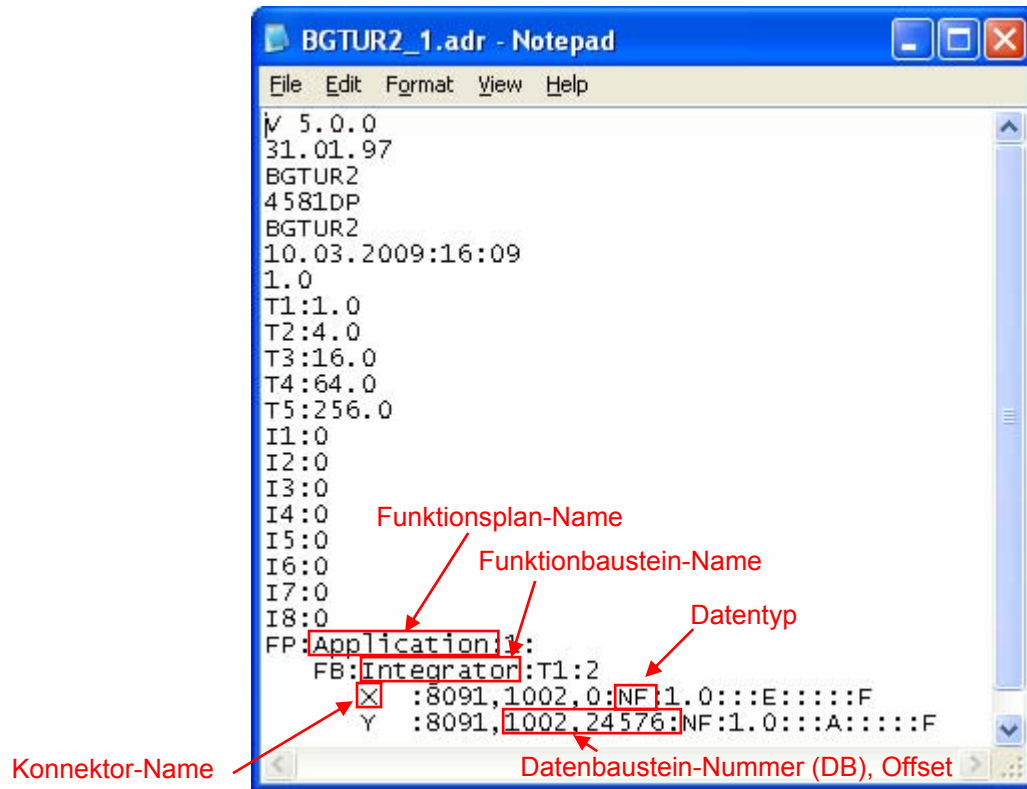 BGTUR2_1.adr - Notepad
File Edit Format View Help
V 5.0.0
31.01.97
BGTUR2
4581DP
BGTUR2
10.03.2009:16:09
1.0
T1:1.0
T2:4.0
T3:16.0
T4:64.0
T5:256.0
I1:0
I2:0
I3:0
I4:0
Funktionsplan-Name
I5:0
I6:0
Funktionbaustein-Name
I7:0
I8:0
Datentyp
FP:Application:1:
FB:Integrator:T1:2
X :8091,1002,0:NF:1.0:::E:::::F
Y :8091,1002,24576:NF:1.0:::A:::::F
Konnektor-Name
Datenbaustein-Nummer (DB), Offset